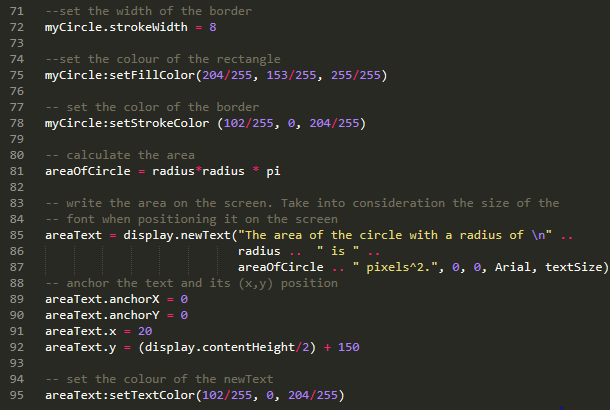 71 --set the width of the border
72 myCircle.strokeWidth = 8
73
74 --set the colour of the rectangle
75 myCircle:setFillColor(204/255, 153/255, 255/255)
76
77 -- set the color of the border
78 myCircle:setStrokeColor (102/255, 0, 204/255)
79
80 -- calculate the area
81 areaOfCircle = radius*radius * pi
82
83 -- write the area on the screen. Take into consideration the size of the
84 -- font when positioning it on the screen
85 areaText = display.newText("The area of the circle with a radius of \n" ..
86 radius .. " is " ..
87 areaOfCircle .. " pixels^2.", 0, 0, Arial, textSize)
88 -- anchor the text and its (x,y) position
89 areaText.anchorX = 0
90 areaText.anchorY = 0
91 areaText.x = 20
92 areaText.y = (display.contentHeight/2) + 150
93
94 -- set the colour of the newText
95 areaText:setTextColor(102/255, 0, 204/255)